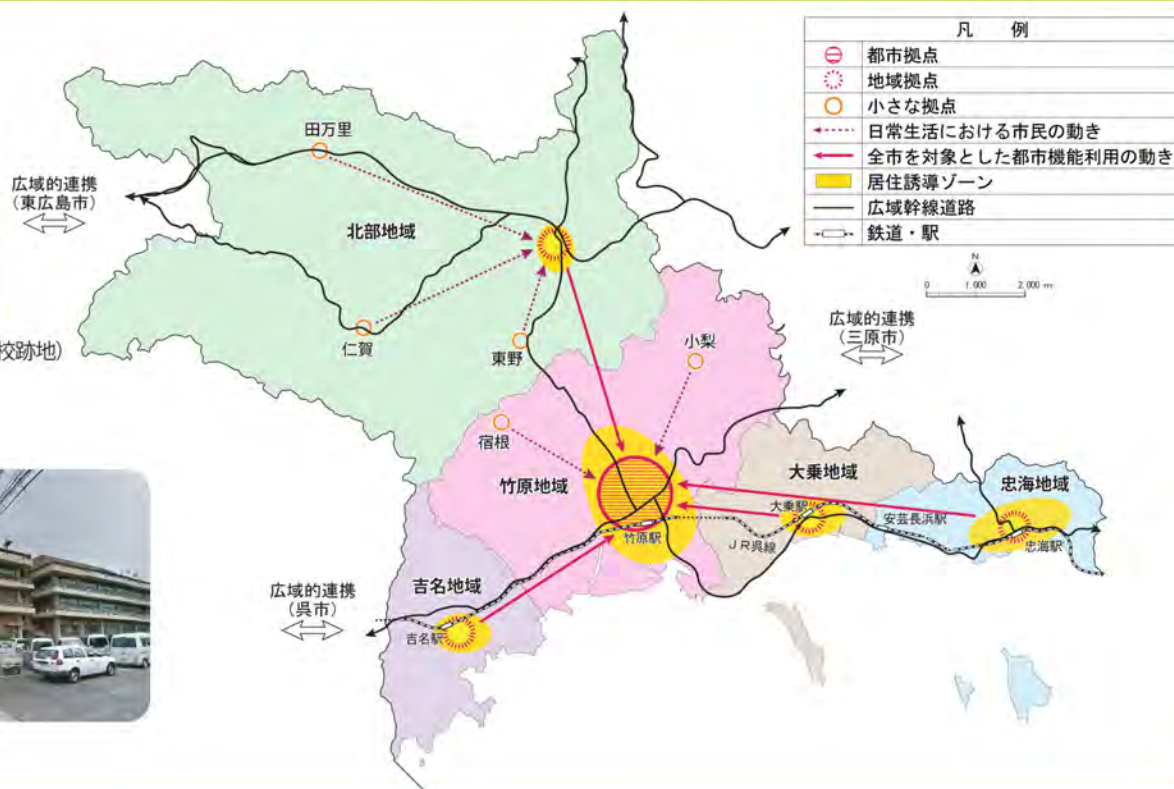 凡 例
都市拠点
地域拠点
小さな拠点
日常生活における市民の動き
全市を対象とした都市機能利用の動き
居住誘導ゾーン
広域幹線道路
鉄道・駅
N
0 1,000 2,000 m
田万里
広域的連携
(東広島市)
北部地域
広域的連携
(三原市)
校跡地)
仁賀
東野
小梨
宿根
竹原地域
大乗地域
忠海地域
大乗駅
安芸長浜駅
竹原駅
JR呉線
忠海駅
吉名地域
広域的連携
(呉市)
吉名駅